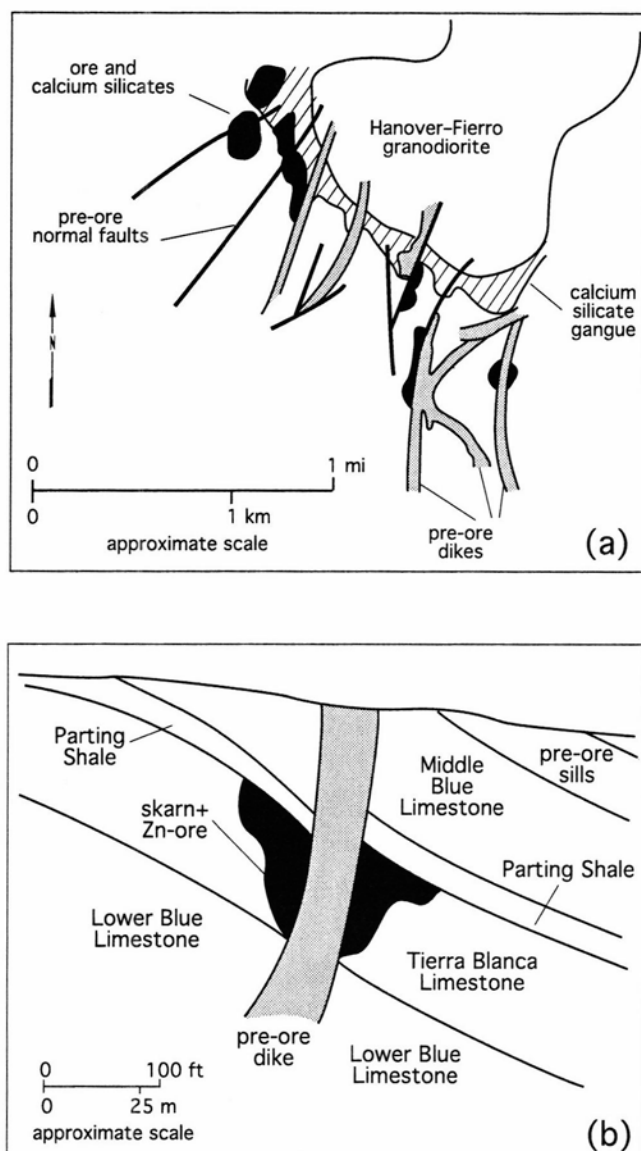 ore and
calcium silicates
Hanover–Fierro
granodiorite
pre-ore
normal faults
N
calcium
silicate
gangue
0
1 mi
0
1 km
approximate scale
pre-ore
dikes
(a)
Parting
Shale
Middle
Blue
Limestone
pre-ore
sills
skarn+
Zn-ore
Parting Shale
Lower Blue
Limestone
Tierra Blanca
Limestone
pre-ore
dike
Lower Blue
Limestone
0
100 ft
0
25 m
approximate scale
(b)